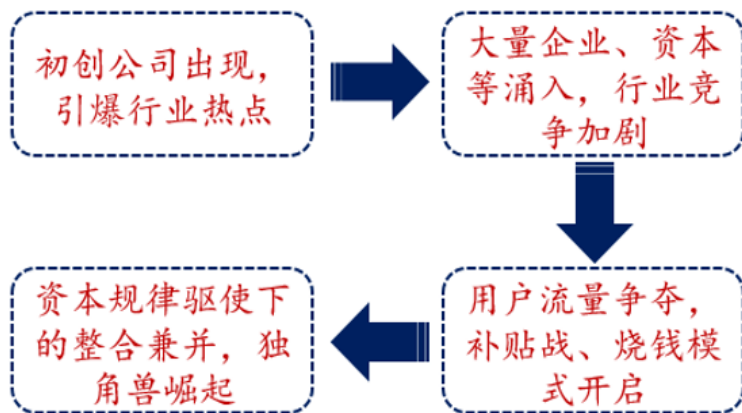 初创公司出现，
引爆行业热点
大量企业、资本
等涌入，行业竞
争加剧
用户流量争夺，
补贴战、烧钱模
式开启
资本规律驱使下
的整合兼并，独
角兽崛起